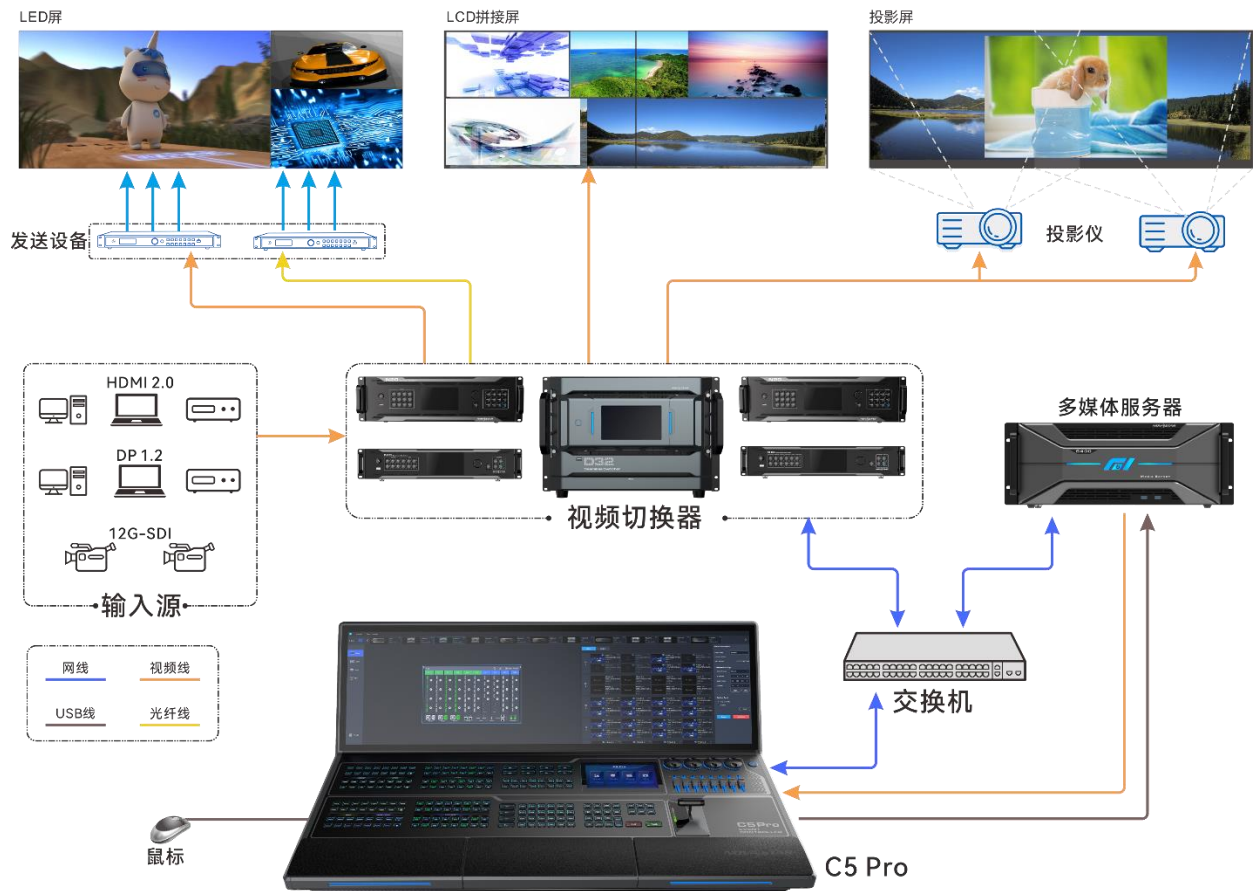 LED屏
LCD拼接屏
投影屏
发送设备
投影仪
HDMI 2.0
DP 1.2
12G-SDI
输入源
D32
视频切换器
多媒体服务器
网线
视频线
USB线
光纤线
交换机
鼠标
C5 Pro
C5 Pro